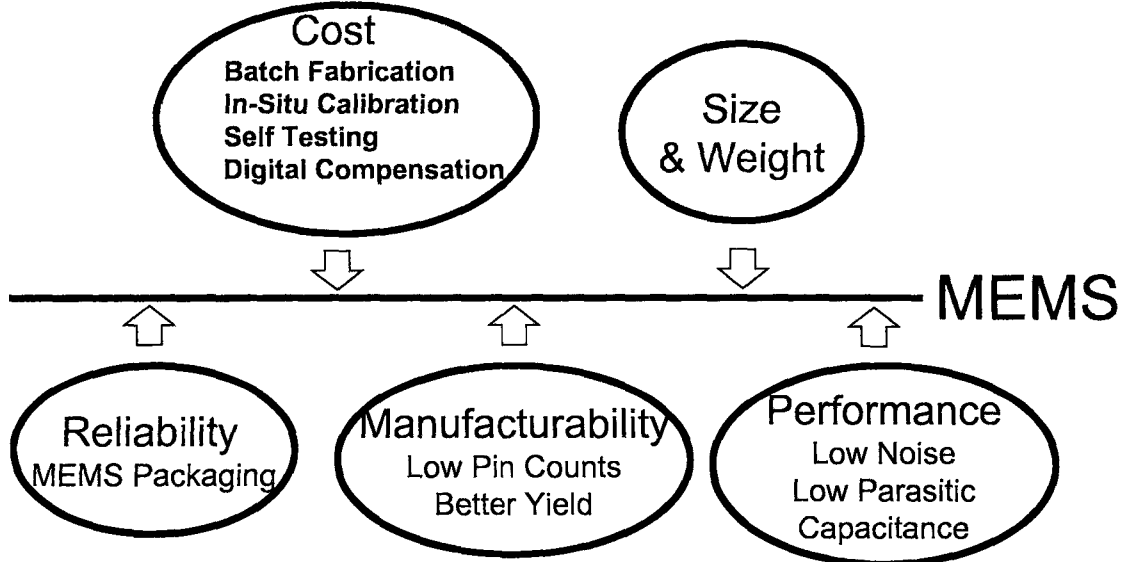 Cost
Batch Fabrication
In-Situ Calibration
Self Testing
Digital Compensation
Size
& Weight
MEMS
Reliability
MEMS Packaging
Manufacturability
Low Pin Counts
Better Yield
Performance
Low Noise
Low Parasitic
Capacitance